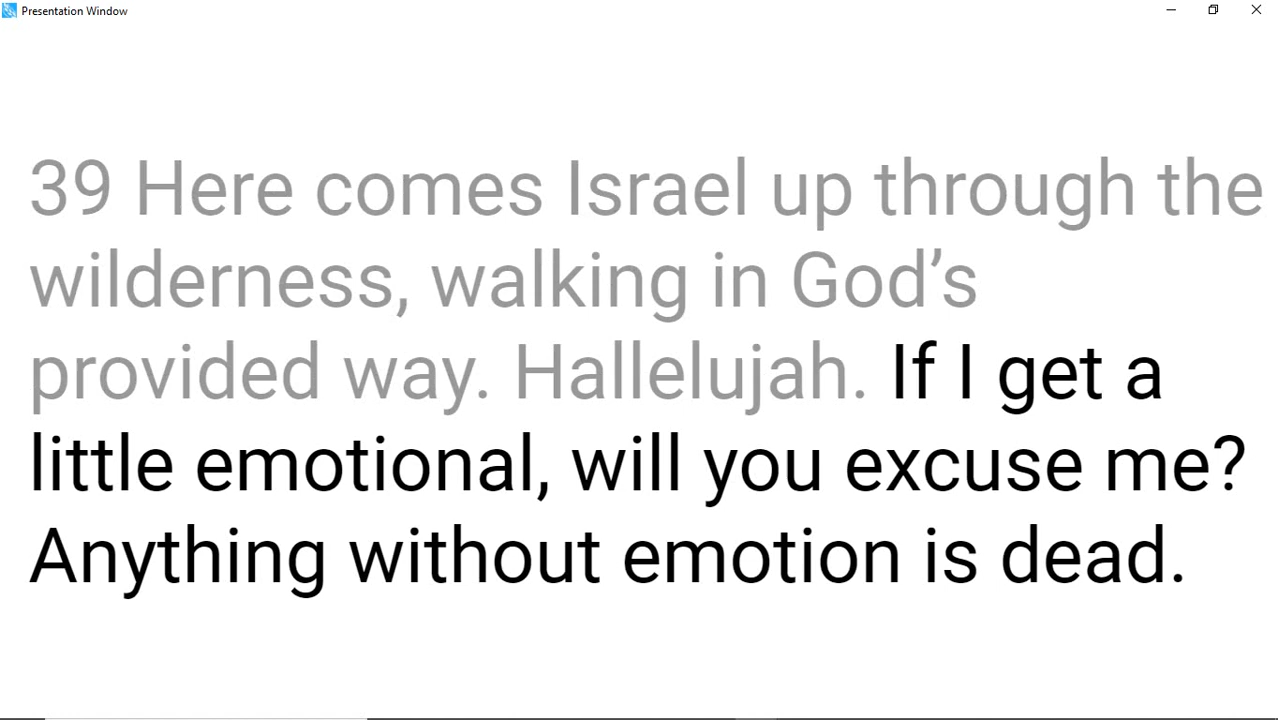 Presentation Window
39 Here comes Israel up through the
wilderness, walking in God’s
provided way. Hallelujah. If I get a
little emotional, will you excuse me?
Anything without emotion is dead.